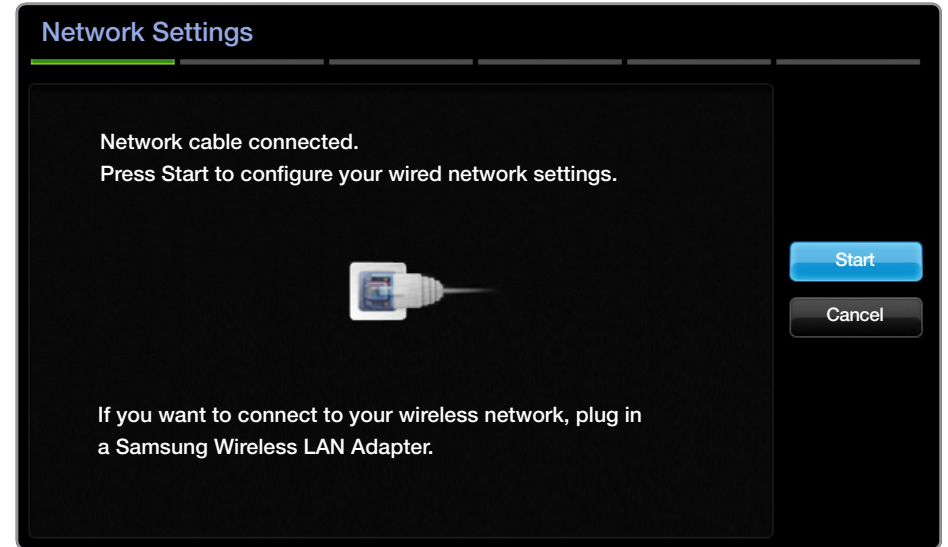 Network Settings
Network cable connected.
Press Start to configure your wired network settings.
Start
Cancel
If you want to connect to your wireless network, plug in
a Samsung Wireless LAN Adapter.